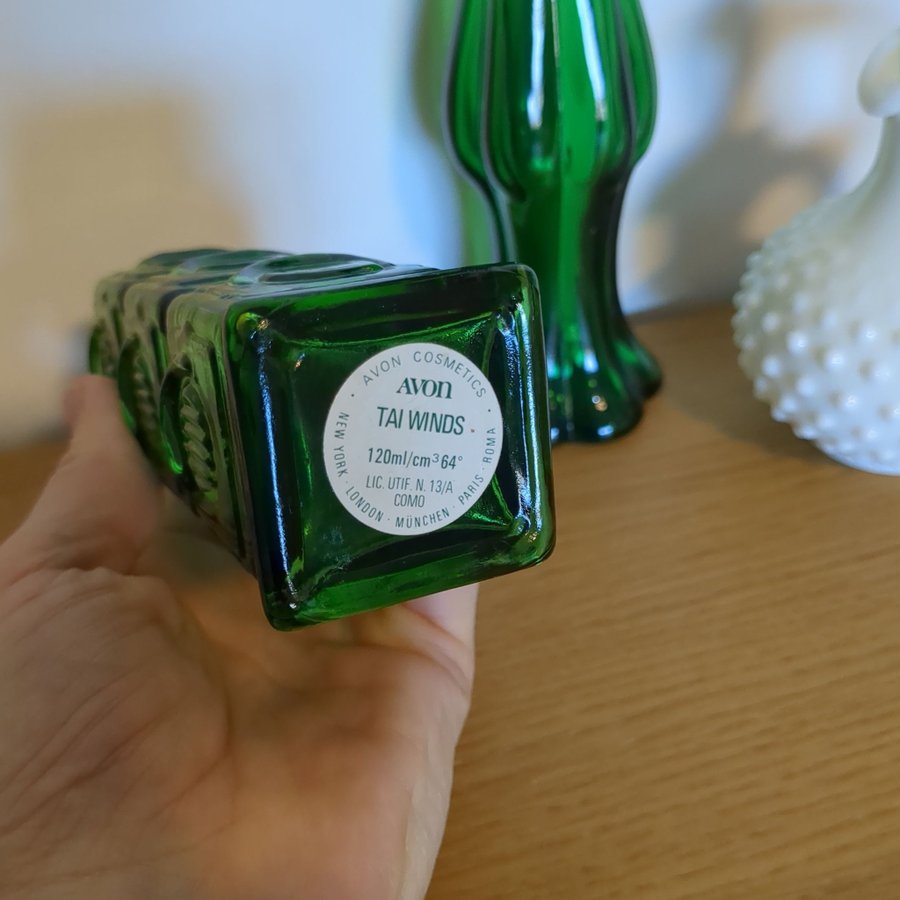 AVON COSMETICS
AVON
TAI WINDS
120ml/cm³ 64°
LIC. UTIF. N. 13/A
COMO
NEW YORK · LONDON · MÜNCHEN · PARIS · ROMA